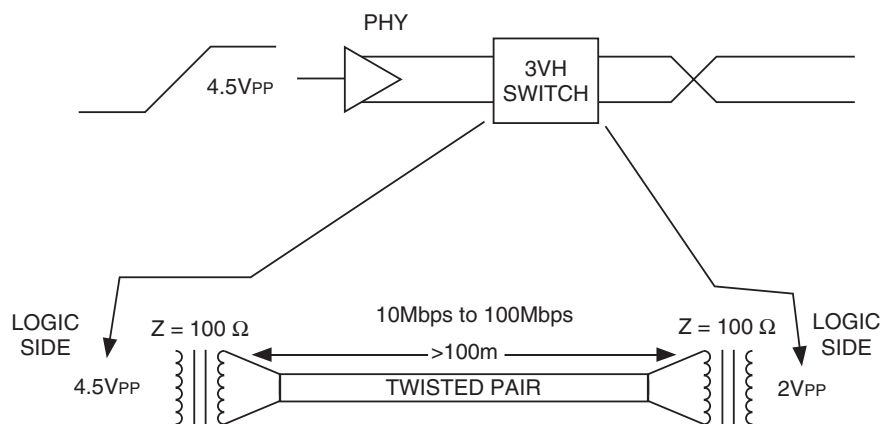 PHY
4.5VPP
3VH
SWITCH
LOGIC
SIDE
Z = 100 Ω
10Mbps to 100Mbps
Z = 100 Ω
LOGIC
SIDE
>100m
4.5VPP
TWISTED PAIR
2VPP